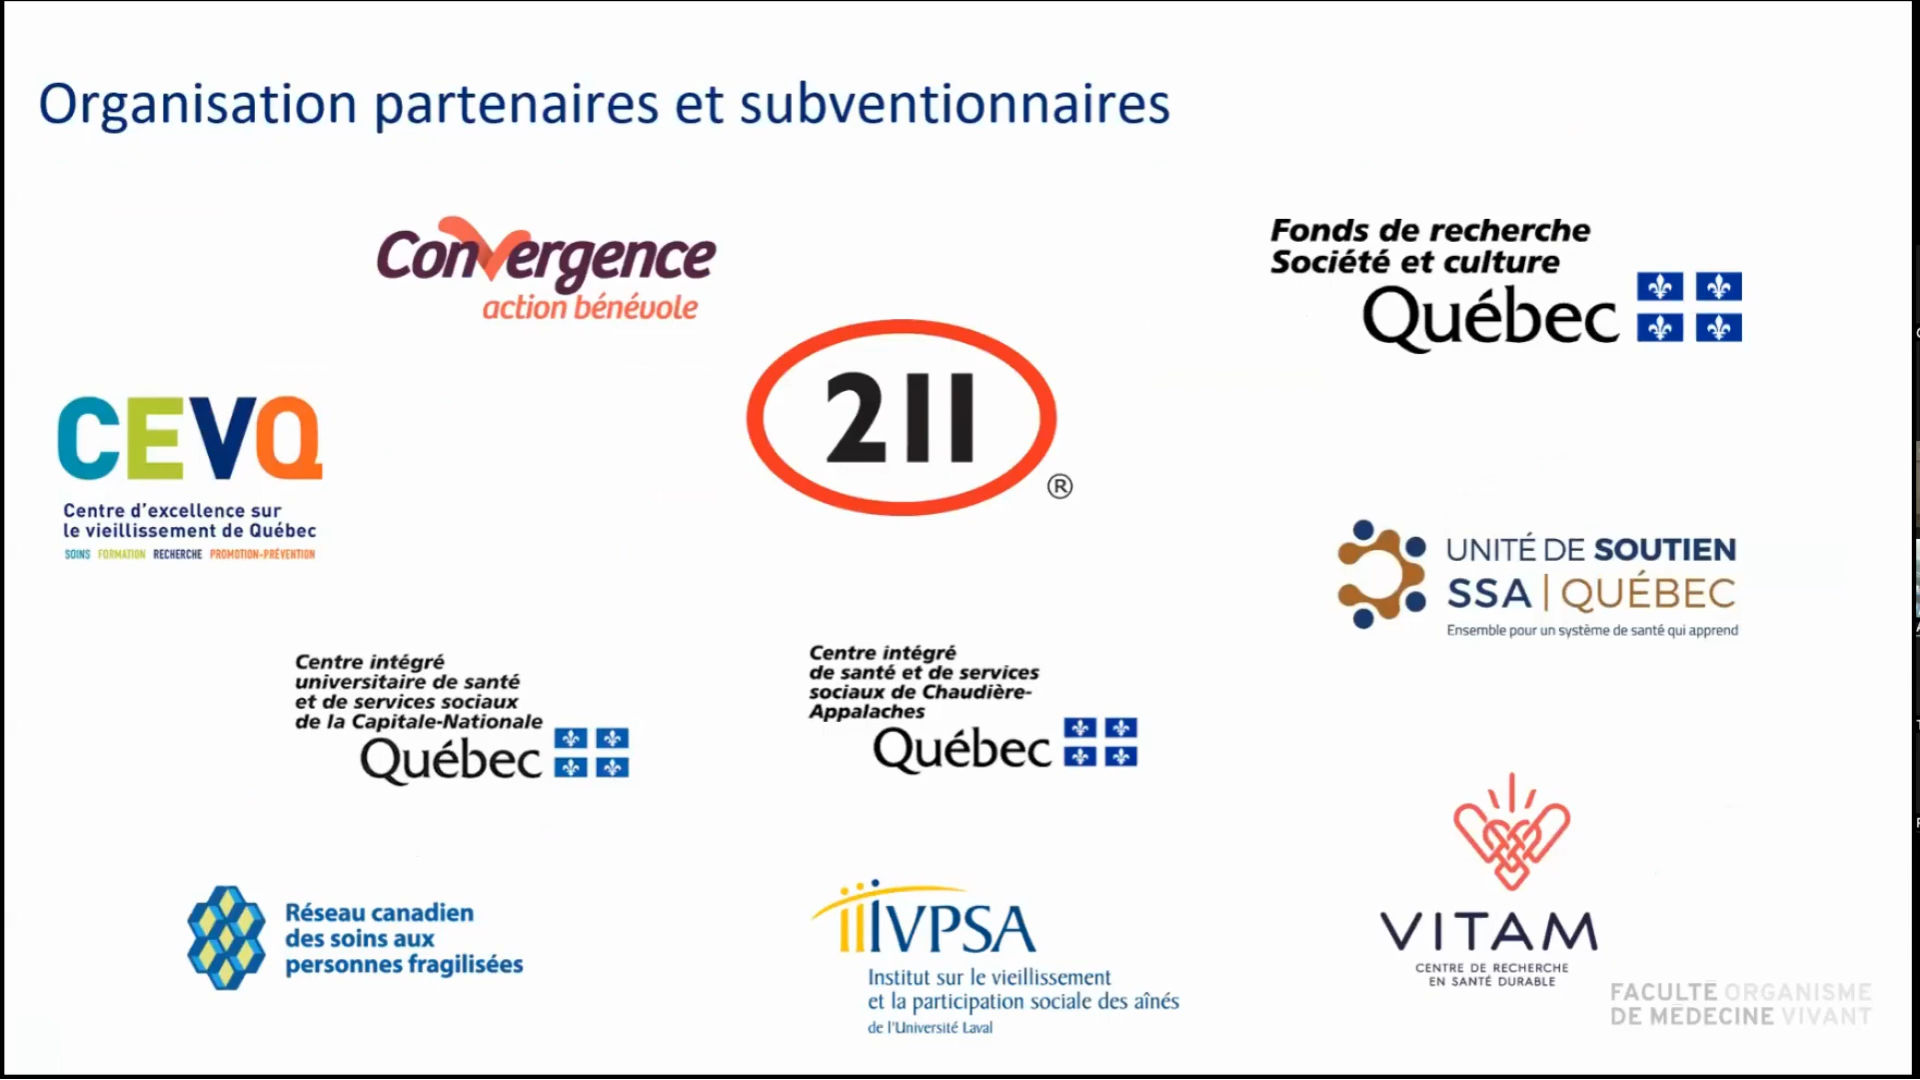 Organisation partenaires et subventionnaires
Convergence
action bénévole
Fonds de recherche
Société et culture
Québec
211
®
CEVQ
Centre d'excellence sur
le vieillissement de Québec
SOINS FORMATION RECHERCHE PROMOTION-PRÉVENTION
UNITÉ DE SOUTIEN
SSA | QUÉBEC
Ensemble pour un système de santé qui apprend
Centre intégré
universitaire de santé
et de services sociaux
de la Capitale-Nationale
Québec
Centre intégré
de santé et de services
sociaux de Chaudière-
Appalaches
Québec
Réseau canadien
des soins aux
personnes fragilisées
IVPSA
Institut sur le vieillissement
et la participation sociale des aînés
de l'Université Laval
VITAM
CENTRE DE RECHERCHE
EN SANTÉ DURABLE
FACULTÉ ORGANISME
DE MÉDECINE VIVANT